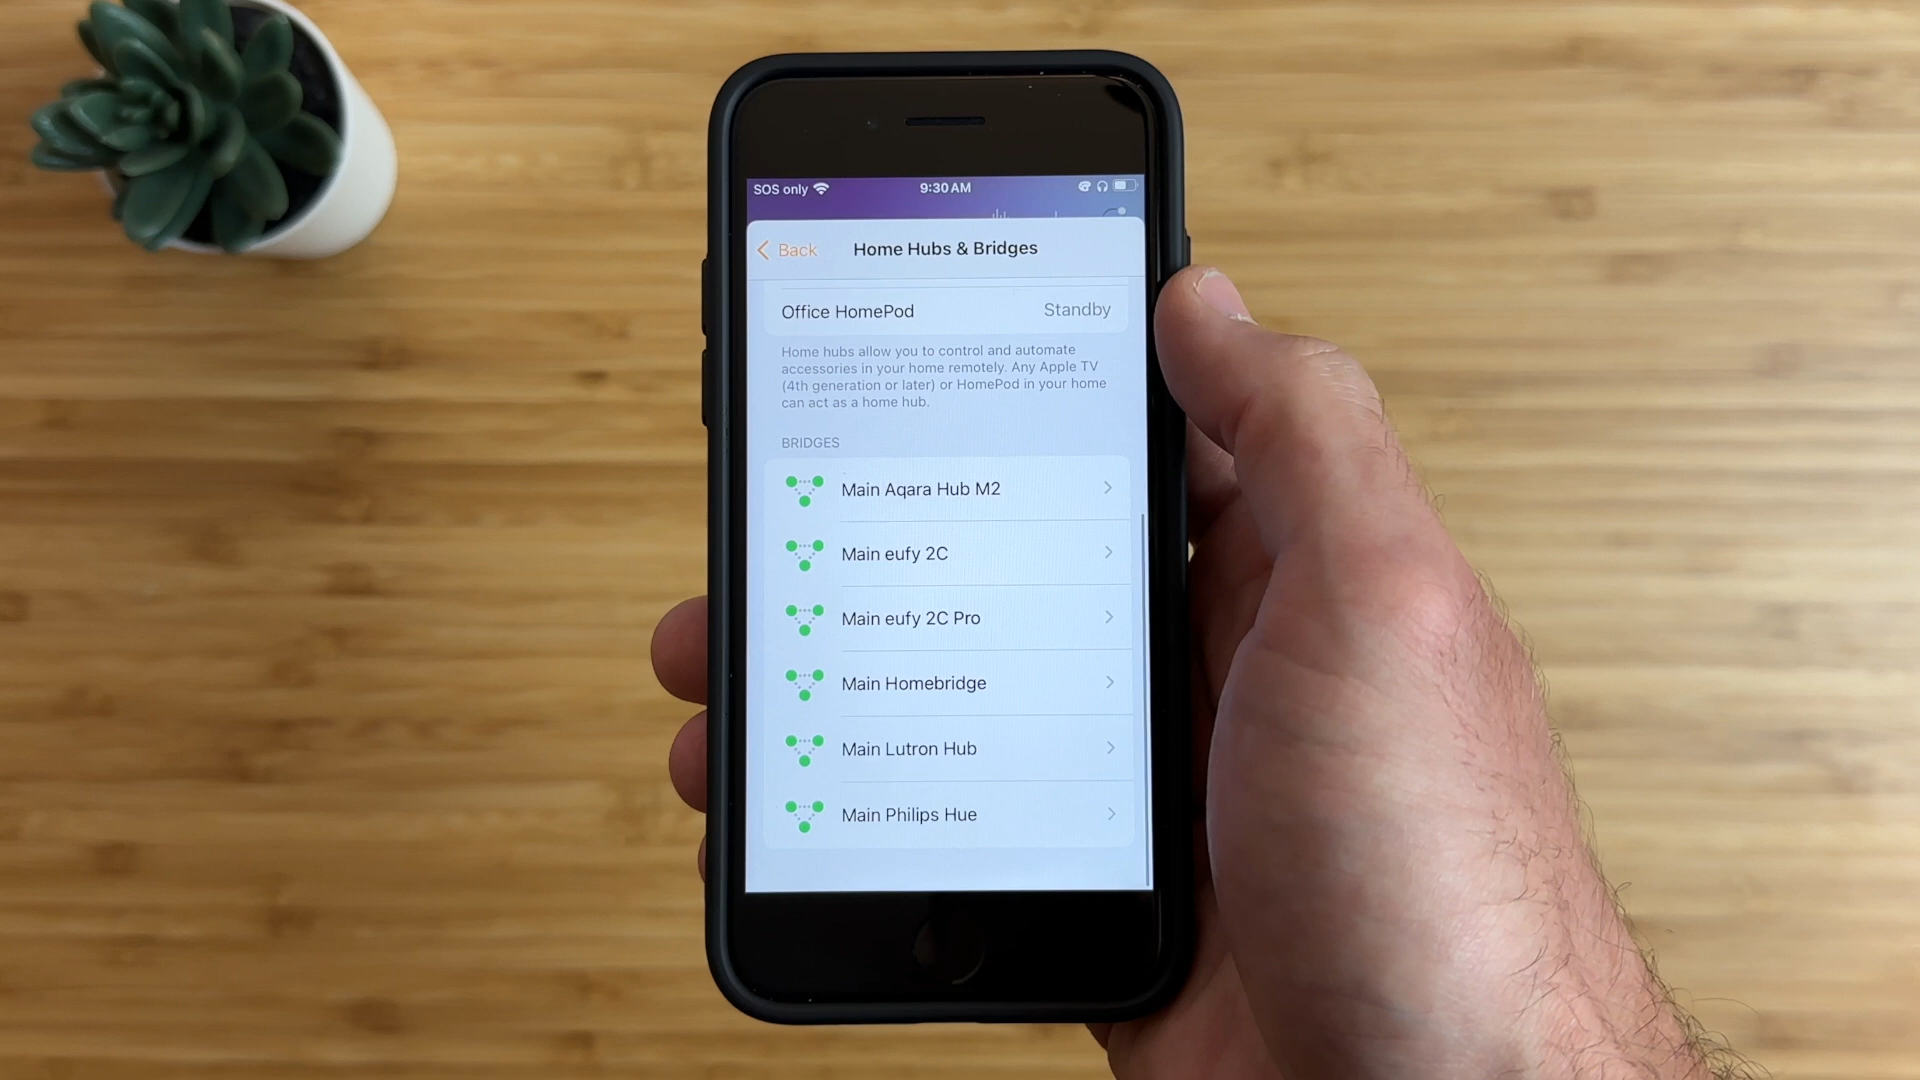 SOS only 9:30 AM
Back Home Hubs & Bridges
Office HomePod Standby
Home hubs allow you to control and automate
accessories in your home remotely. Any Apple TV
(4th generation or later) or HomePod in your home
can act as a home hub.
BRIDGES
Main Aqara Hub M2
Main eufy 2C
Main eufy 2C Pro
Main Homebridge
Main Lutron Hub
Main Philips Hue